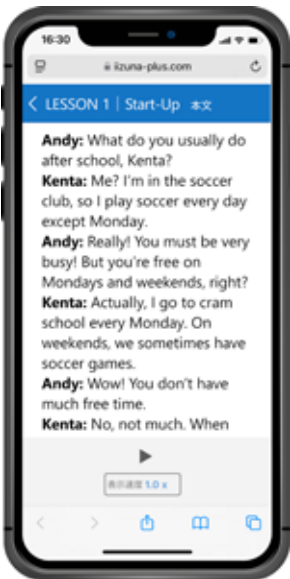 16:30
iizuna-plus.com
LESSON 1 | Start-Up 本文
Andy: What do you usually do
after school, Kenta?
Kenta: Me? I'm in the soccer
club, so I play soccer every day
except Monday.
Andy: Really! You must be very
busy! But you're free on
Mondays and weekends, right?
Kenta: Actually, I go to cram
school every Monday. On
weekends, we sometimes have
soccer games.
Andy: Wow! You don't have
much free time.
Kenta: No, not much. When
1.0 x